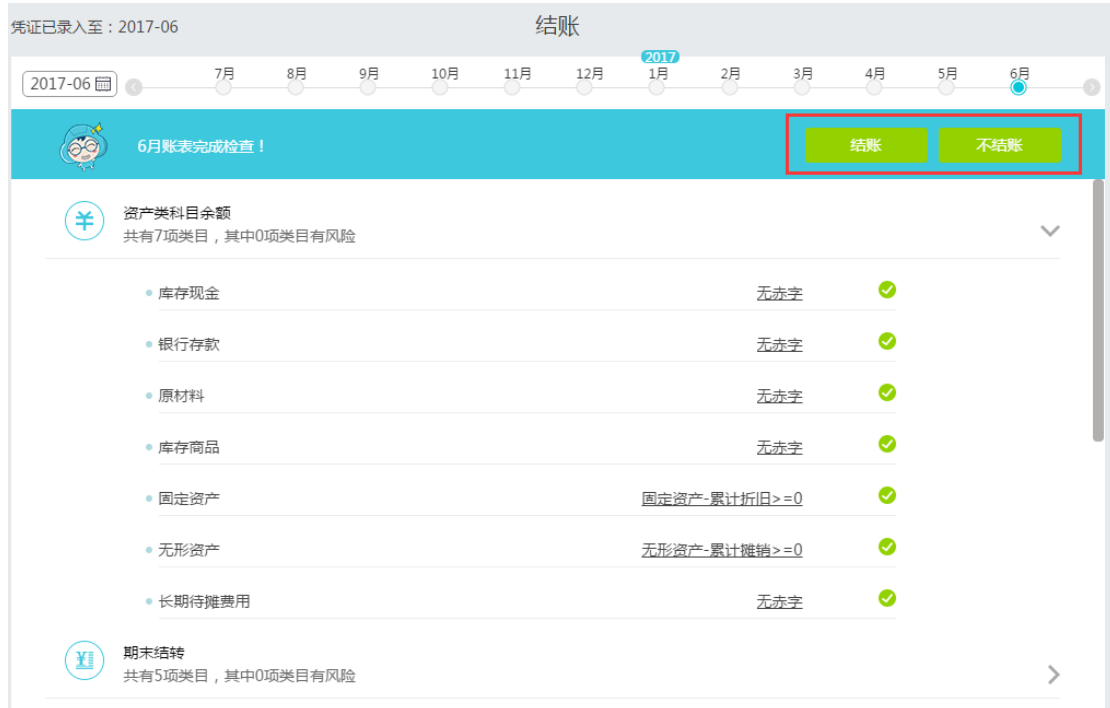 凭证已录入至：2017-06
结账
2017-06
7月 8月 9月 10月 11月 12月 2017 1月 2月 3月 4月 5月 6月
6月账表完成检查！
结账 不结账
资产类科目余额
共有7项类目，其中0项类目有风险
库存现金 无赤字
银行存款 无赤字
原材料 无赤字
库存商品 无赤字
固定资产 固定资产-累计折旧>=0
无形资产 无形资产-累计摊销>=0
长期待摊费用 无赤字
期末结转
共有5项类目，其中0项类目有风险